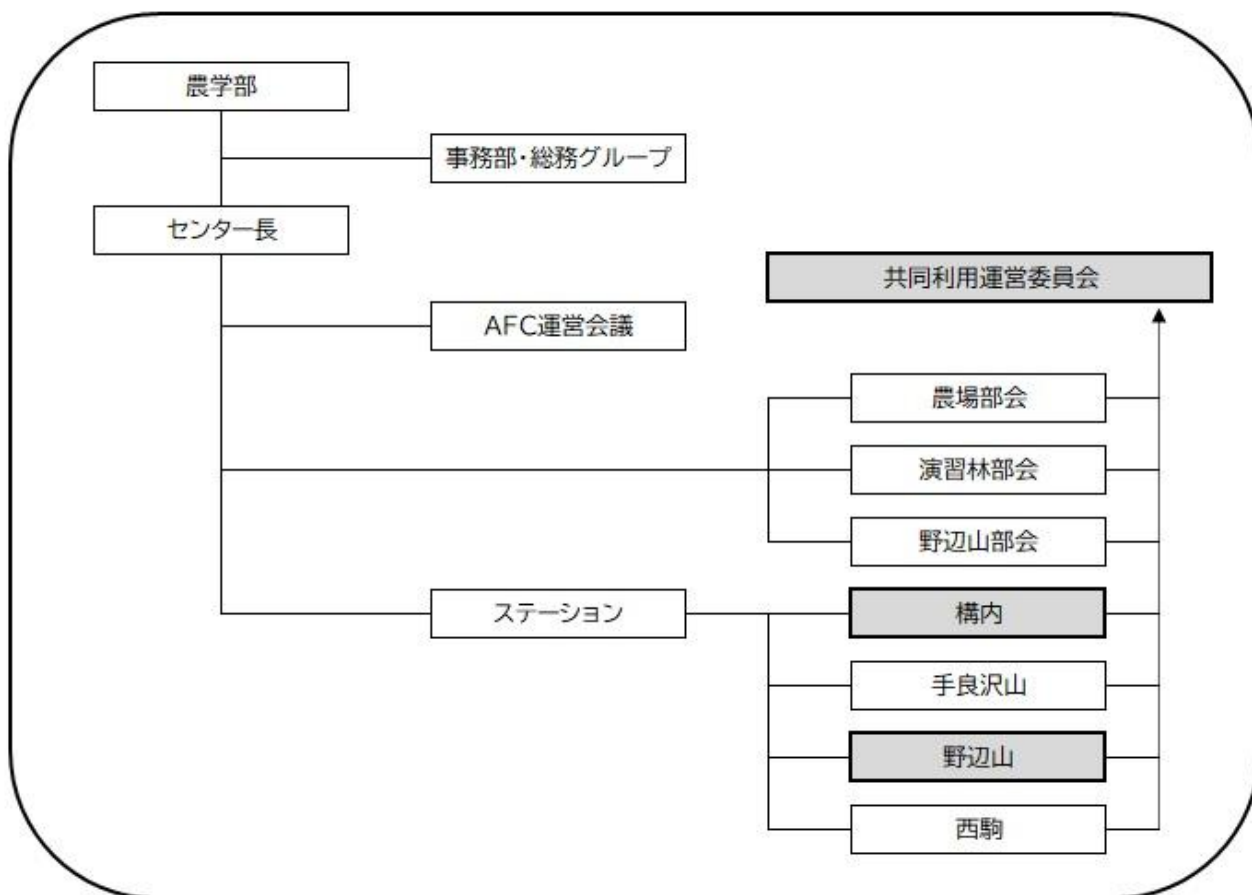 農学部
事務部・総務グループ
センター長
共同利用運営委員会
AFC運営会議
農場部会
演習林部会
野辺山部会
ステーション
構内
手良沢山
野辺山
西駒